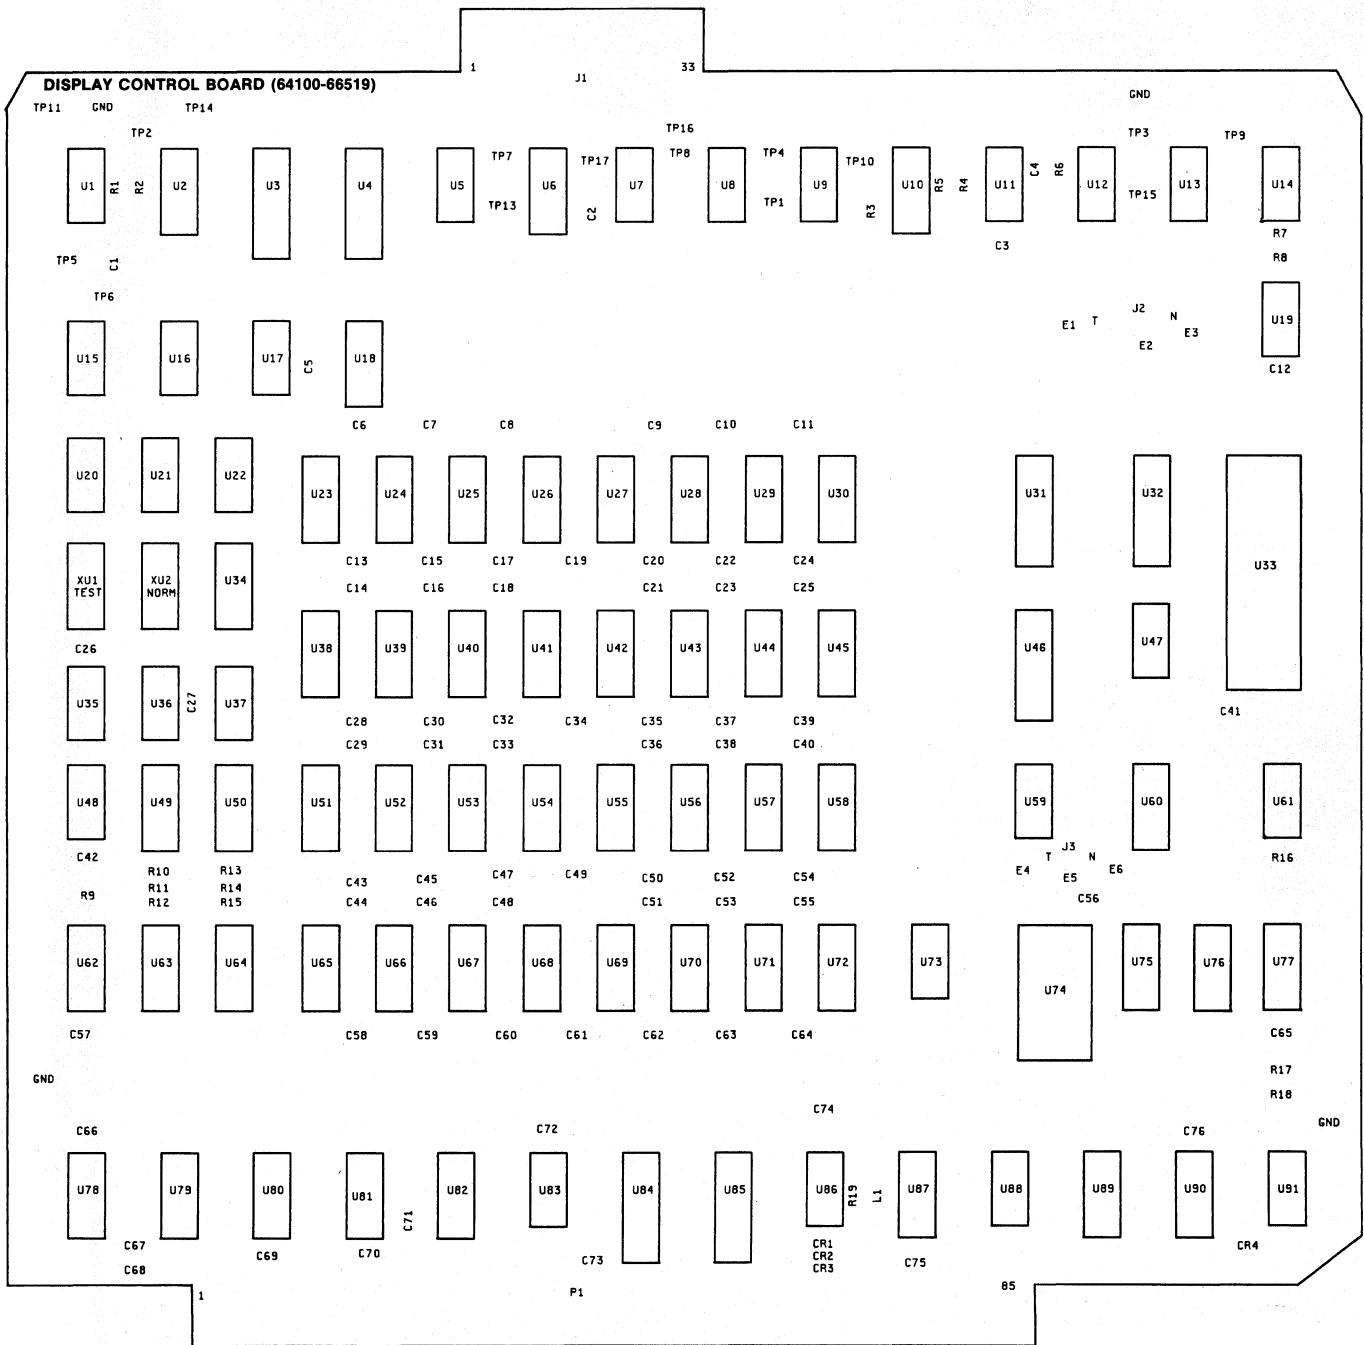 1 J1 33
DISPLAY CONTROL BOARD (64100-66519)
GND
TP11 GND TP14
TP2 TP16 TP3 TP9
TP7 TP17 TP8 TP4 TP10
U1 R1 R2 U2 U3 U4 U5 U6 U7 U8 U9 U10 R5 R4 U11 C4 R6 U12 U13 U14
TP13 C2 TP1 R3 TP15
R7
C3
TP5 C1 R8
TP6
E1 T J2 N E3 U19
E2
U15 U16 U17 C5 U18 C12
C6 C7 C8 C9 C10 C11
U20 U21 U22
U23 U24 U25 U26 U27 U28 U29 U30 U31 U32
C13 C15 C17 C19 C20 C22 C24 U33
XU1 TEST XU2 NORM U34
C14 C16 C18 C21 C23 C25
C26 U38 U39 U40 U41 U42 U43 U44 U45 U46 U47
U35 U36 C27 U37
C41
C28 C30 C32 C34 C35 C37 C39
C29 C31 C33 C36 C38 C40
U48 U49 U50 U51 U52 U53 U54 U55 U56 U57 U58 U59 U60 U61
C42 T J3 N R16
R10 R13 C47 C49 E4 E5 E6
C43 C45 C50 C52 C54
R9 R11 R14
R12 R15 C44 C46 C48 C51 C53 C55 C56
U62 U63 U64 U65 U66 U67 U68 U69 U70 U71 U72 U73 U75 U76 U77
U74
C57 C58 C59 C60 C61 C62 C63 C64 C65
R17
GND R18
C74
C66 C72 C76 GND
U78 U79 U80 U81 U82 U83 U84 U85 U86 R19 L1 U87 U88 U89 U90 U91
C71
C67 CR1 CR4
C69 C70 C73 CR2 C75
C68 CR3
1 P1 85